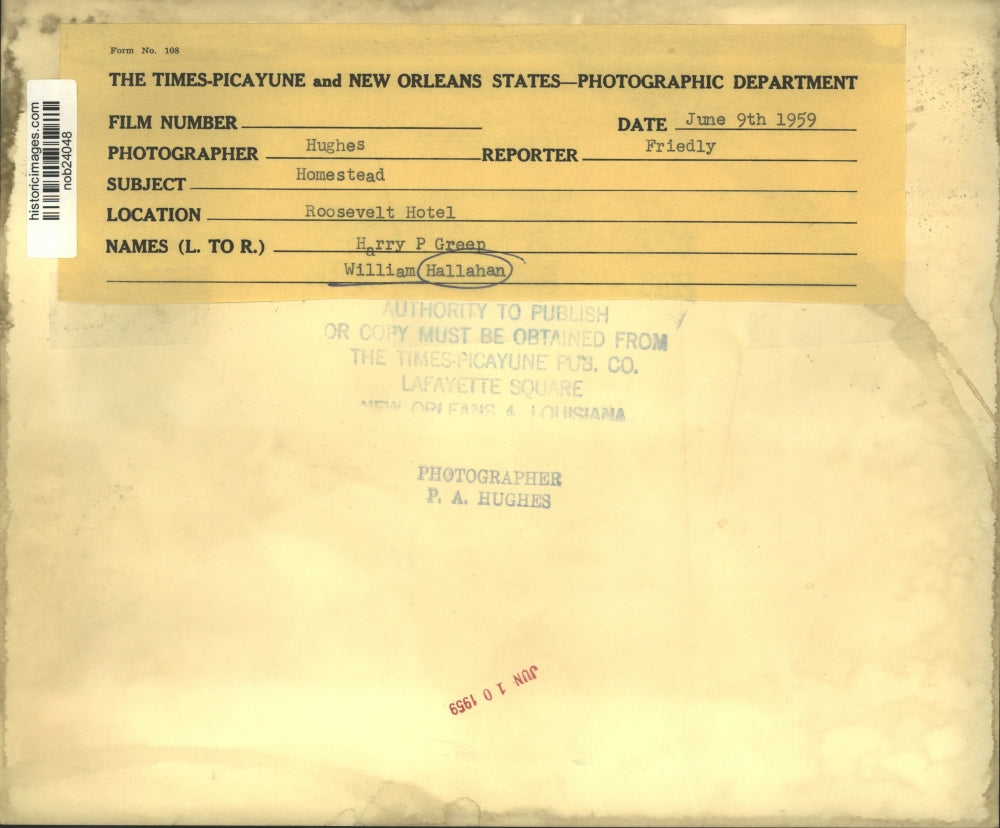 Form No. 108
THE TIMES-PICAYUNE and NEW ORLEANS STATES—PHOTOGRAPHIC DEPARTMENT
FILM NUMBER
DATE June 9th 1959
PHOTOGRAPHER Hughes REPORTER Friedly
SUBJECT Homestead
LOCATION Roosevelt Hotel
NAMES (L. TO R.) Harry P Greep
William Hallahan
historicimages.com
nob24048
AUTHORITY TO PUBLISH
OR COPY MUST BE OBTAINED FROM
THE TIMES-PICAYUNE PUB. CO.
LAFAYETTE SQUARE
NEW ORLEANS 4, LOUISIANA
PHOTOGRAPHER
P. A. HUGHES
JUN 10 1959